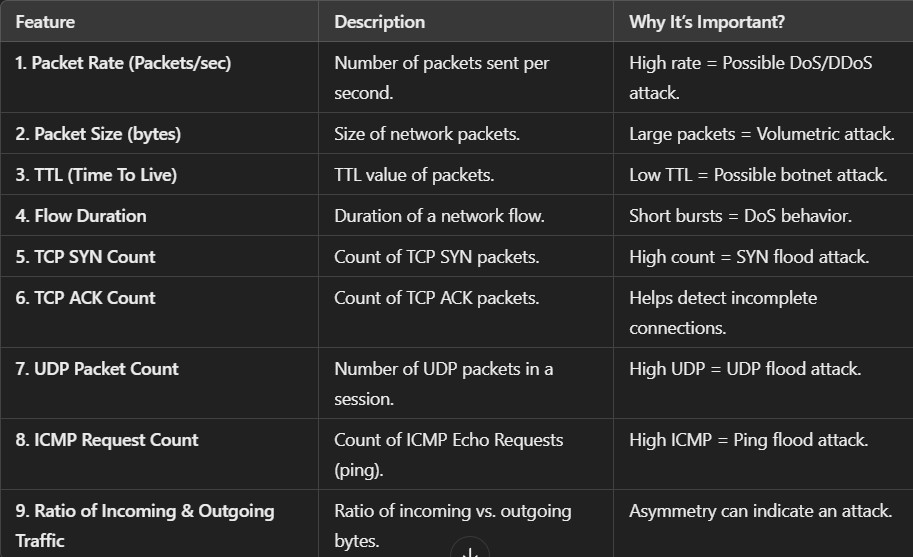 Feature Description Why It's Important?
1. Packet Rate (Packets/sec) Number of packets sent per second. High rate = Possible DoS/DDoS attack.
2. Packet Size (bytes) Size of network packets. Large packets = Volumetric attack.
3. TTL (Time To Live) TTL value of packets. Low TTL = Possible botnet attack.
4. Flow Duration Duration of a network flow. Short bursts = DoS behavior.
5. TCP SYN Count Count of TCP SYN packets. High count = SYN flood attack.
6. TCP ACK Count Count of TCP ACK packets. Helps detect incomplete connections.
7. UDP Packet Count Number of UDP packets in a session. High UDP = UDP flood attack.
8. ICMP Request Count Count of ICMP Echo Requests (ping). High ICMP = Ping flood attack.
9. Ratio of Incoming & Outgoing Traffic Ratio of incoming vs. outgoing bytes. Asymmetry can indicate an attack.